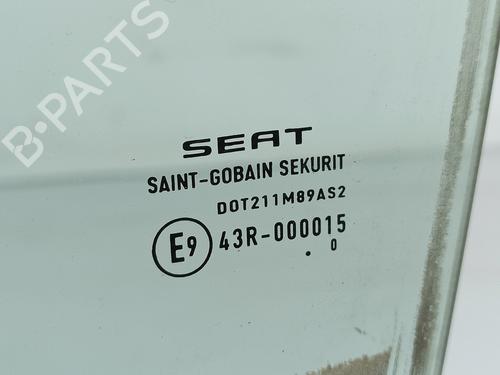 B-PARTS
SEAT
SAINT-GOBAIN SEKURIT
DOT211M89AS2
E9 43R-000015
. 0